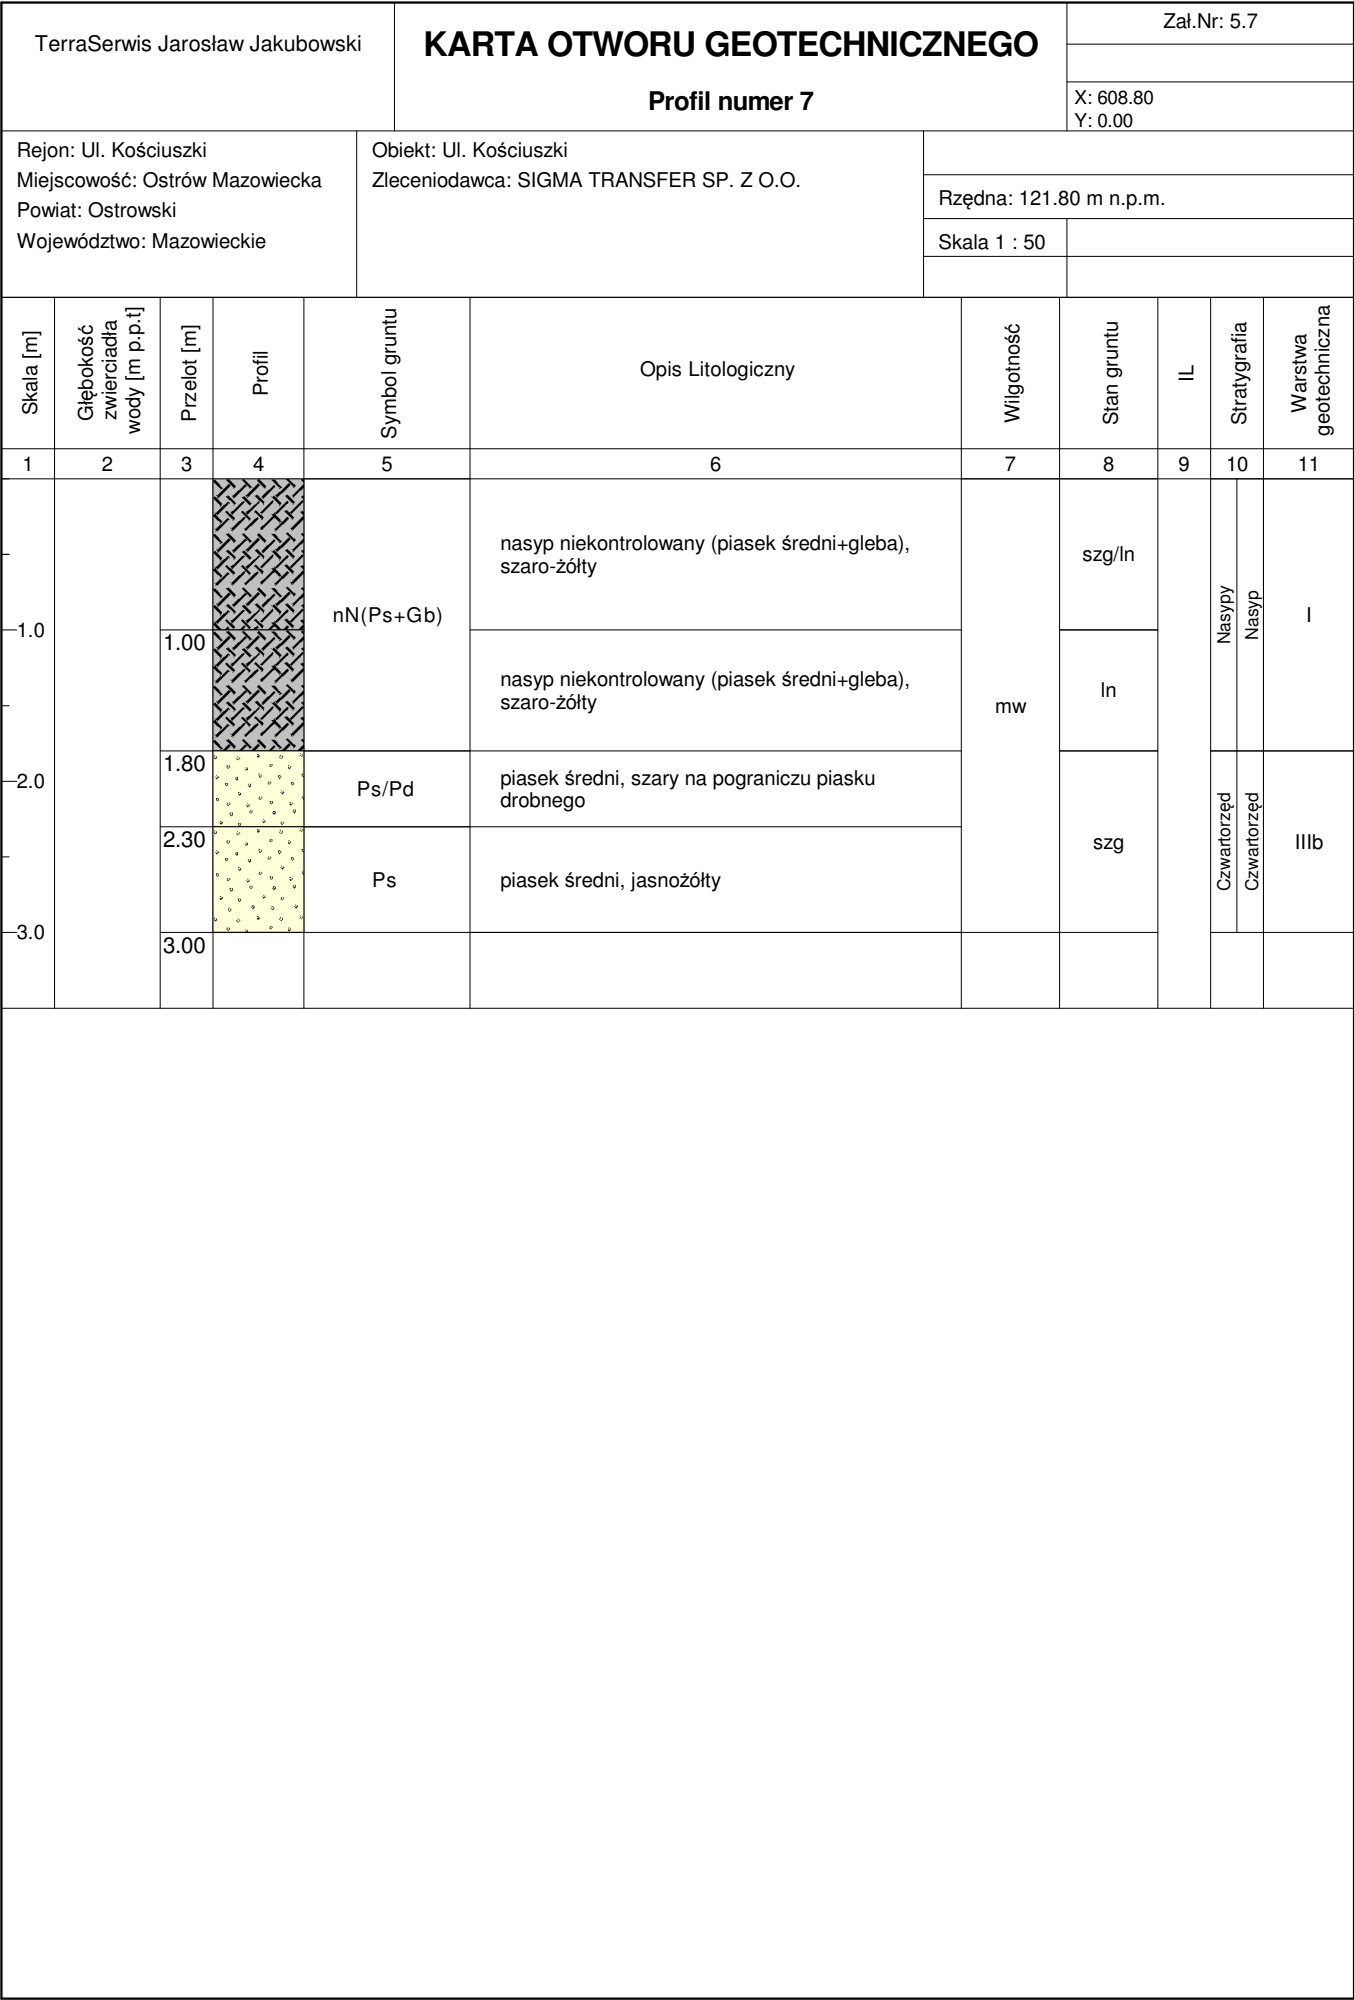 TerraSerwis Jarosław Jakubowski
KARTA OTWORU GEOTECHNICZNEGO
Profil numer 7
Zał.Nr: 5.7
X: 608.80
Y: 0.00
Rejon: Ul. Kościuszki
Miejscowość: Ostrów Mazowiecka
Powiat: Ostrowski
Województwo: Mazowieckie
Obiekt: Ul. Kościuszki
Zleceniodawca: SIGMA TRANSFER SP. Z O.O.
Rzędna: 121.80 m n.p.m.
Skala 1 : 50
Skala [m]
Głębokość
zwierciadła
wody [m p.p.t]
Przelot [m]
Profil
Symbol gruntu
Opis Litologiczny
Wilgotność
Stan gruntu
IL
Stratygrafia
Warstwa
geotechniczna
1 2 3 4 5 6 7 8 9 10 11
nasyp niekontrolowany (piasek średni+gleba),
szaro-żółty
szg/ln
1.0
1.00
nN(Ps+Gb)
Nasypy
Nasyp
I
nasyp niekontrolowany (piasek średni+gleba),
szaro-żółty
ln
mw
1.80
2.0
Ps/Pd
piasek średni, szary na pograniczu piasku
drobnego
2.30
szg
Czwartorzęd
Czwartorzęd
IIIb
Ps
piasek średni, jasnożółty
3.0
3.00